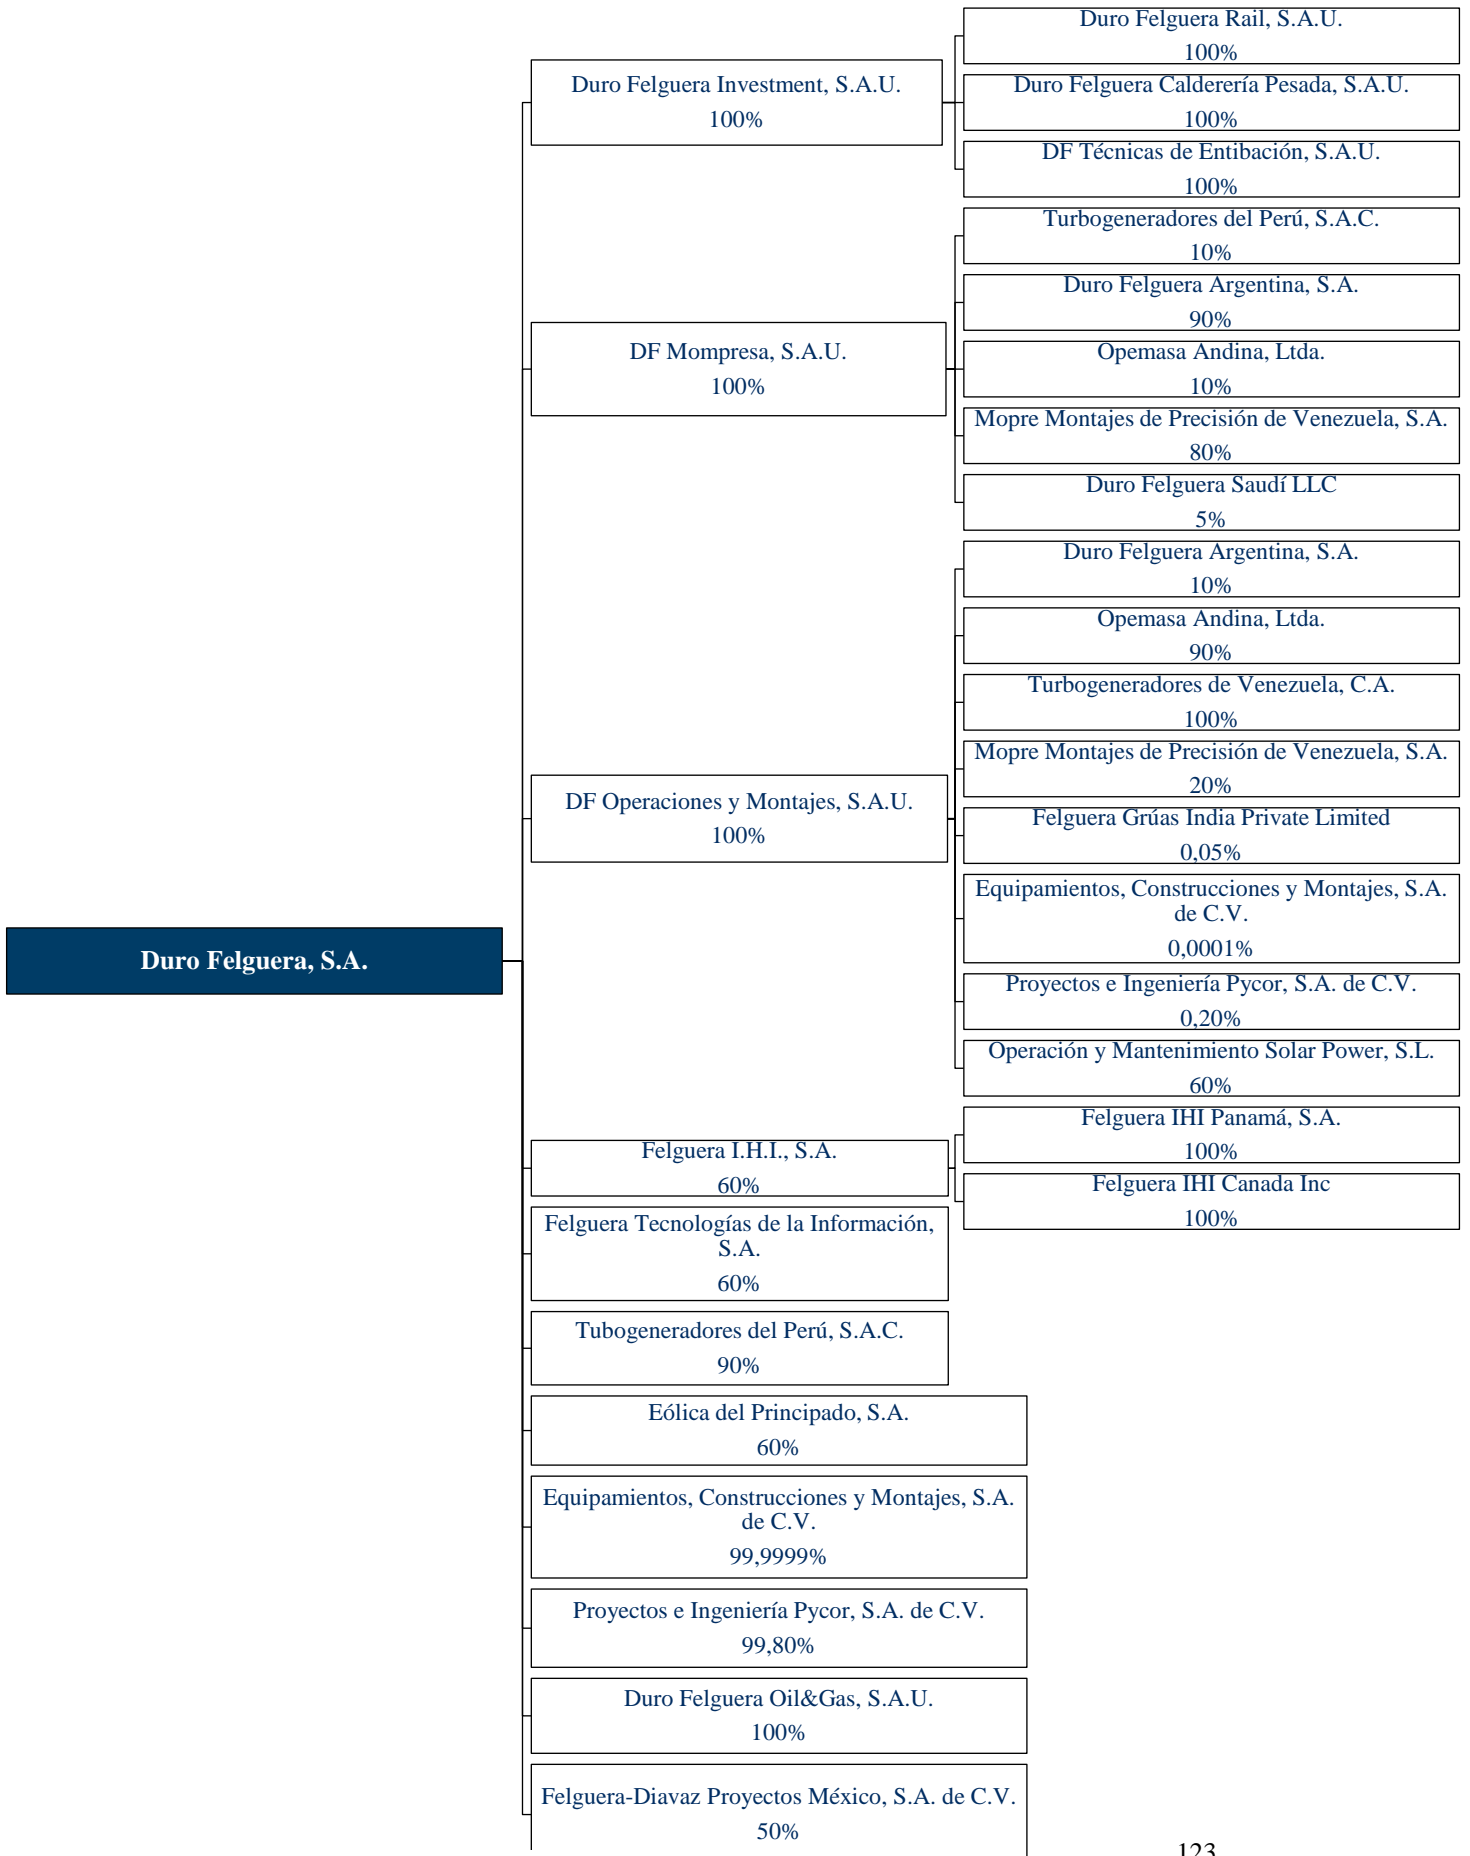 Duro Felguera, S.A.
Duro Felguera Investment, S.A.U.
100%
Duro Felguera Rail, S.A.U.
100%
Duro Felguera Calderería Pesada, S.A.U.
100%
DF Técnicas de Entibación, S.A.U.
100%
DF Mompresa, S.A.U.
100%
Turbogeneradores del Perú, S.A.C.
10%
Duro Felguera Argentina, S.A.
90%
Opemasa Andina, Ltda.
10%
Mopre Montajes de Precisión de Venezuela, S.A.
80%
Duro Felguera Saudí LLC
5%
DF Operaciones y Montajes, S.A.U.
100%
Duro Felguera Argentina, S.A.
10%
Opemasa Andina, Ltda.
90%
Turbogeneradores de Venezuela, C.A.
100%
Mopre Montajes de Precisión de Venezuela, S.A.
20%
Felguera Grúas India Private Limited
0,05%
Equipamientos, Construcciones y Montajes, S.A.
de C.V.
0,0001%
Proyectos e Ingeniería Pycor, S.A. de C.V.
0,20%
Operación y Mantenimiento Solar Power, S.L.
60%
Felguera I.H.I., S.A.
60%
Felguera IHI Panamá, S.A.
100%
Felguera IHI Canada Inc
100%
Felguera Tecnologías de la Información,
S.A.
60%
Tubogeneradores del Perú, S.A.C.
90%
Eólica del Principado, S.A.
60%
Equipamientos, Construcciones y Montajes, S.A.
de C.V.
99,9999%
Proyectos e Ingeniería Pycor, S.A. de C.V.
99,80%
Duro Felguera Oil&Gas, S.A.U.
100%
Felguera-Diavaz Proyectos México, S.A. de C.V.
50%
123